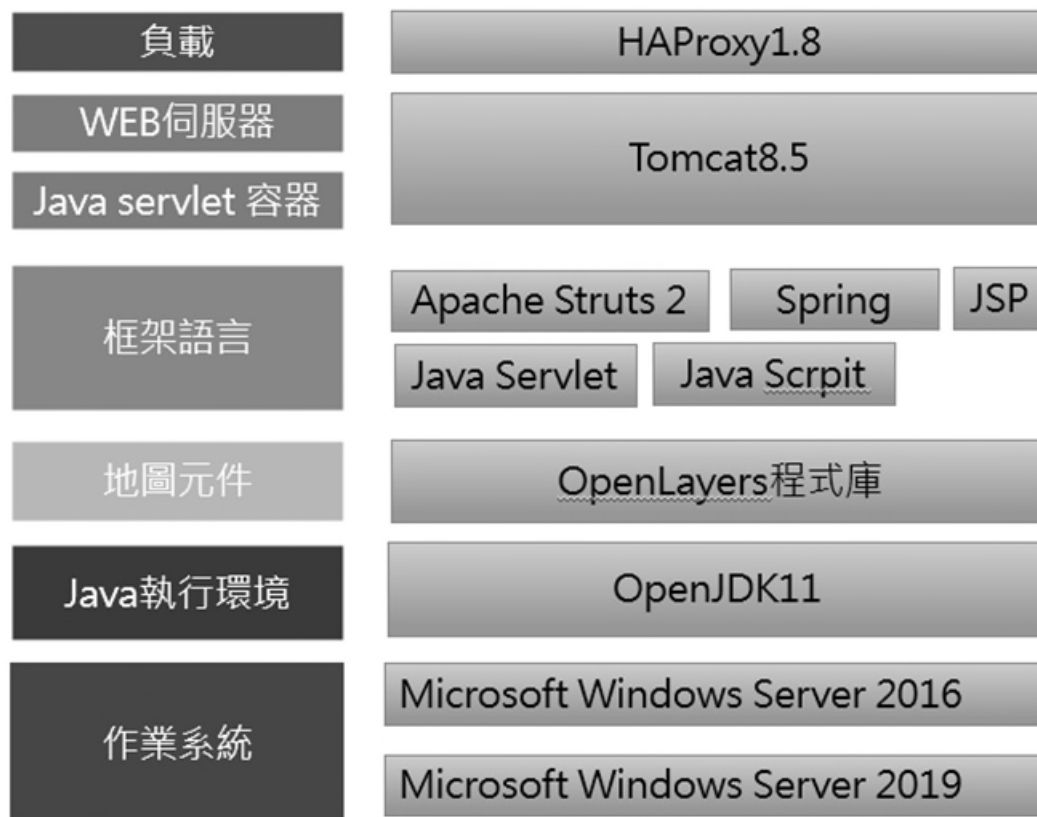 負載
HAProxy1.8
WEB伺服器
Tomcat8.5
Java servlet 容器
框架語言
Apache Struts 2
Spring
JSP
Java Servlet
Java Scrpit
地圖元件
OpenLayers程式庫
Java執行環境
OpenJDK11
作業系統
Microsoft Windows Server 2016
Microsoft Windows Server 2019